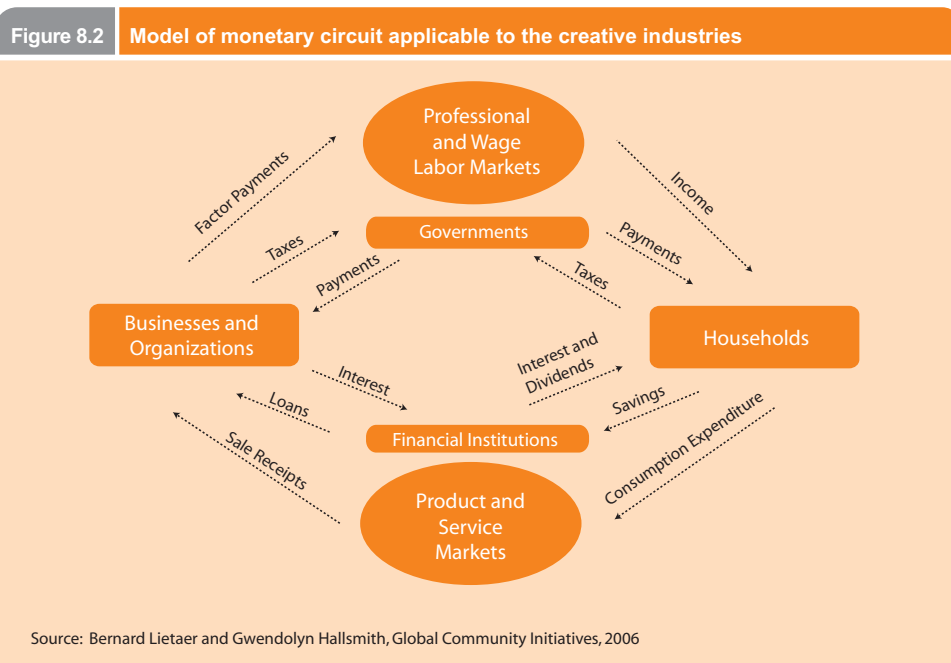 Figure 8.2
Model of monetary circuit applicable to the creative industries
Professional
and Wage
Labor Markets
Factor Payments
Income
Taxes
Governments
Payments
Payments
Taxes
Businesses and
Organizations
Households
Interest
Interest and
Dividends
Loans
Savings
Financial Institutions
Sale Receipts
Consumption Expenditure
Product and
Service
Markets
Source: Bernard Lietaer and Gwendolyn Hallsmith, Global Community Initiatives, 2006